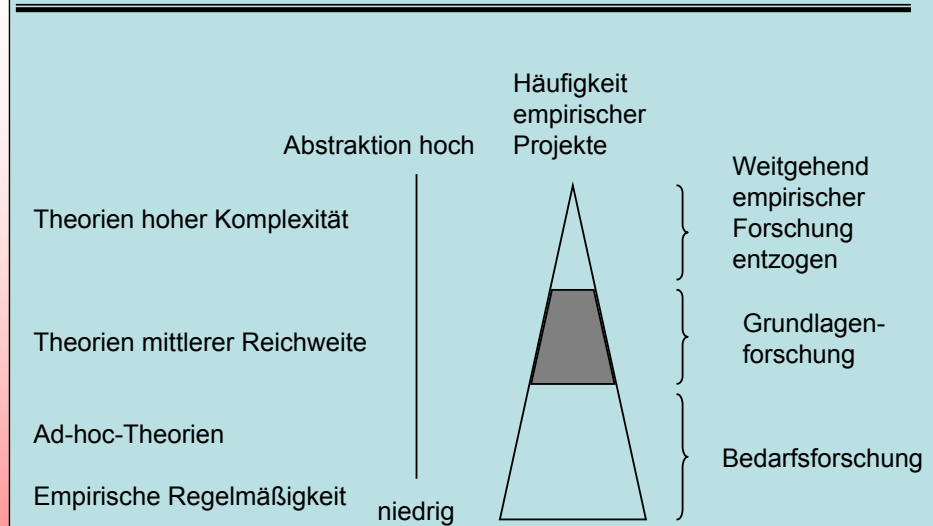 Häufigkeit
empirischer
Projekte
Abstraktion hoch
Weitgehend
empirischer
Forschung
entzogen
Theorien hoher Komplexität
Theorien mittlerer Reichweite
Grundlagen-
forschung
Ad-hoc-Theorien
Bedarfsforschung
Empirische Regelmäßigkeit
niedrig